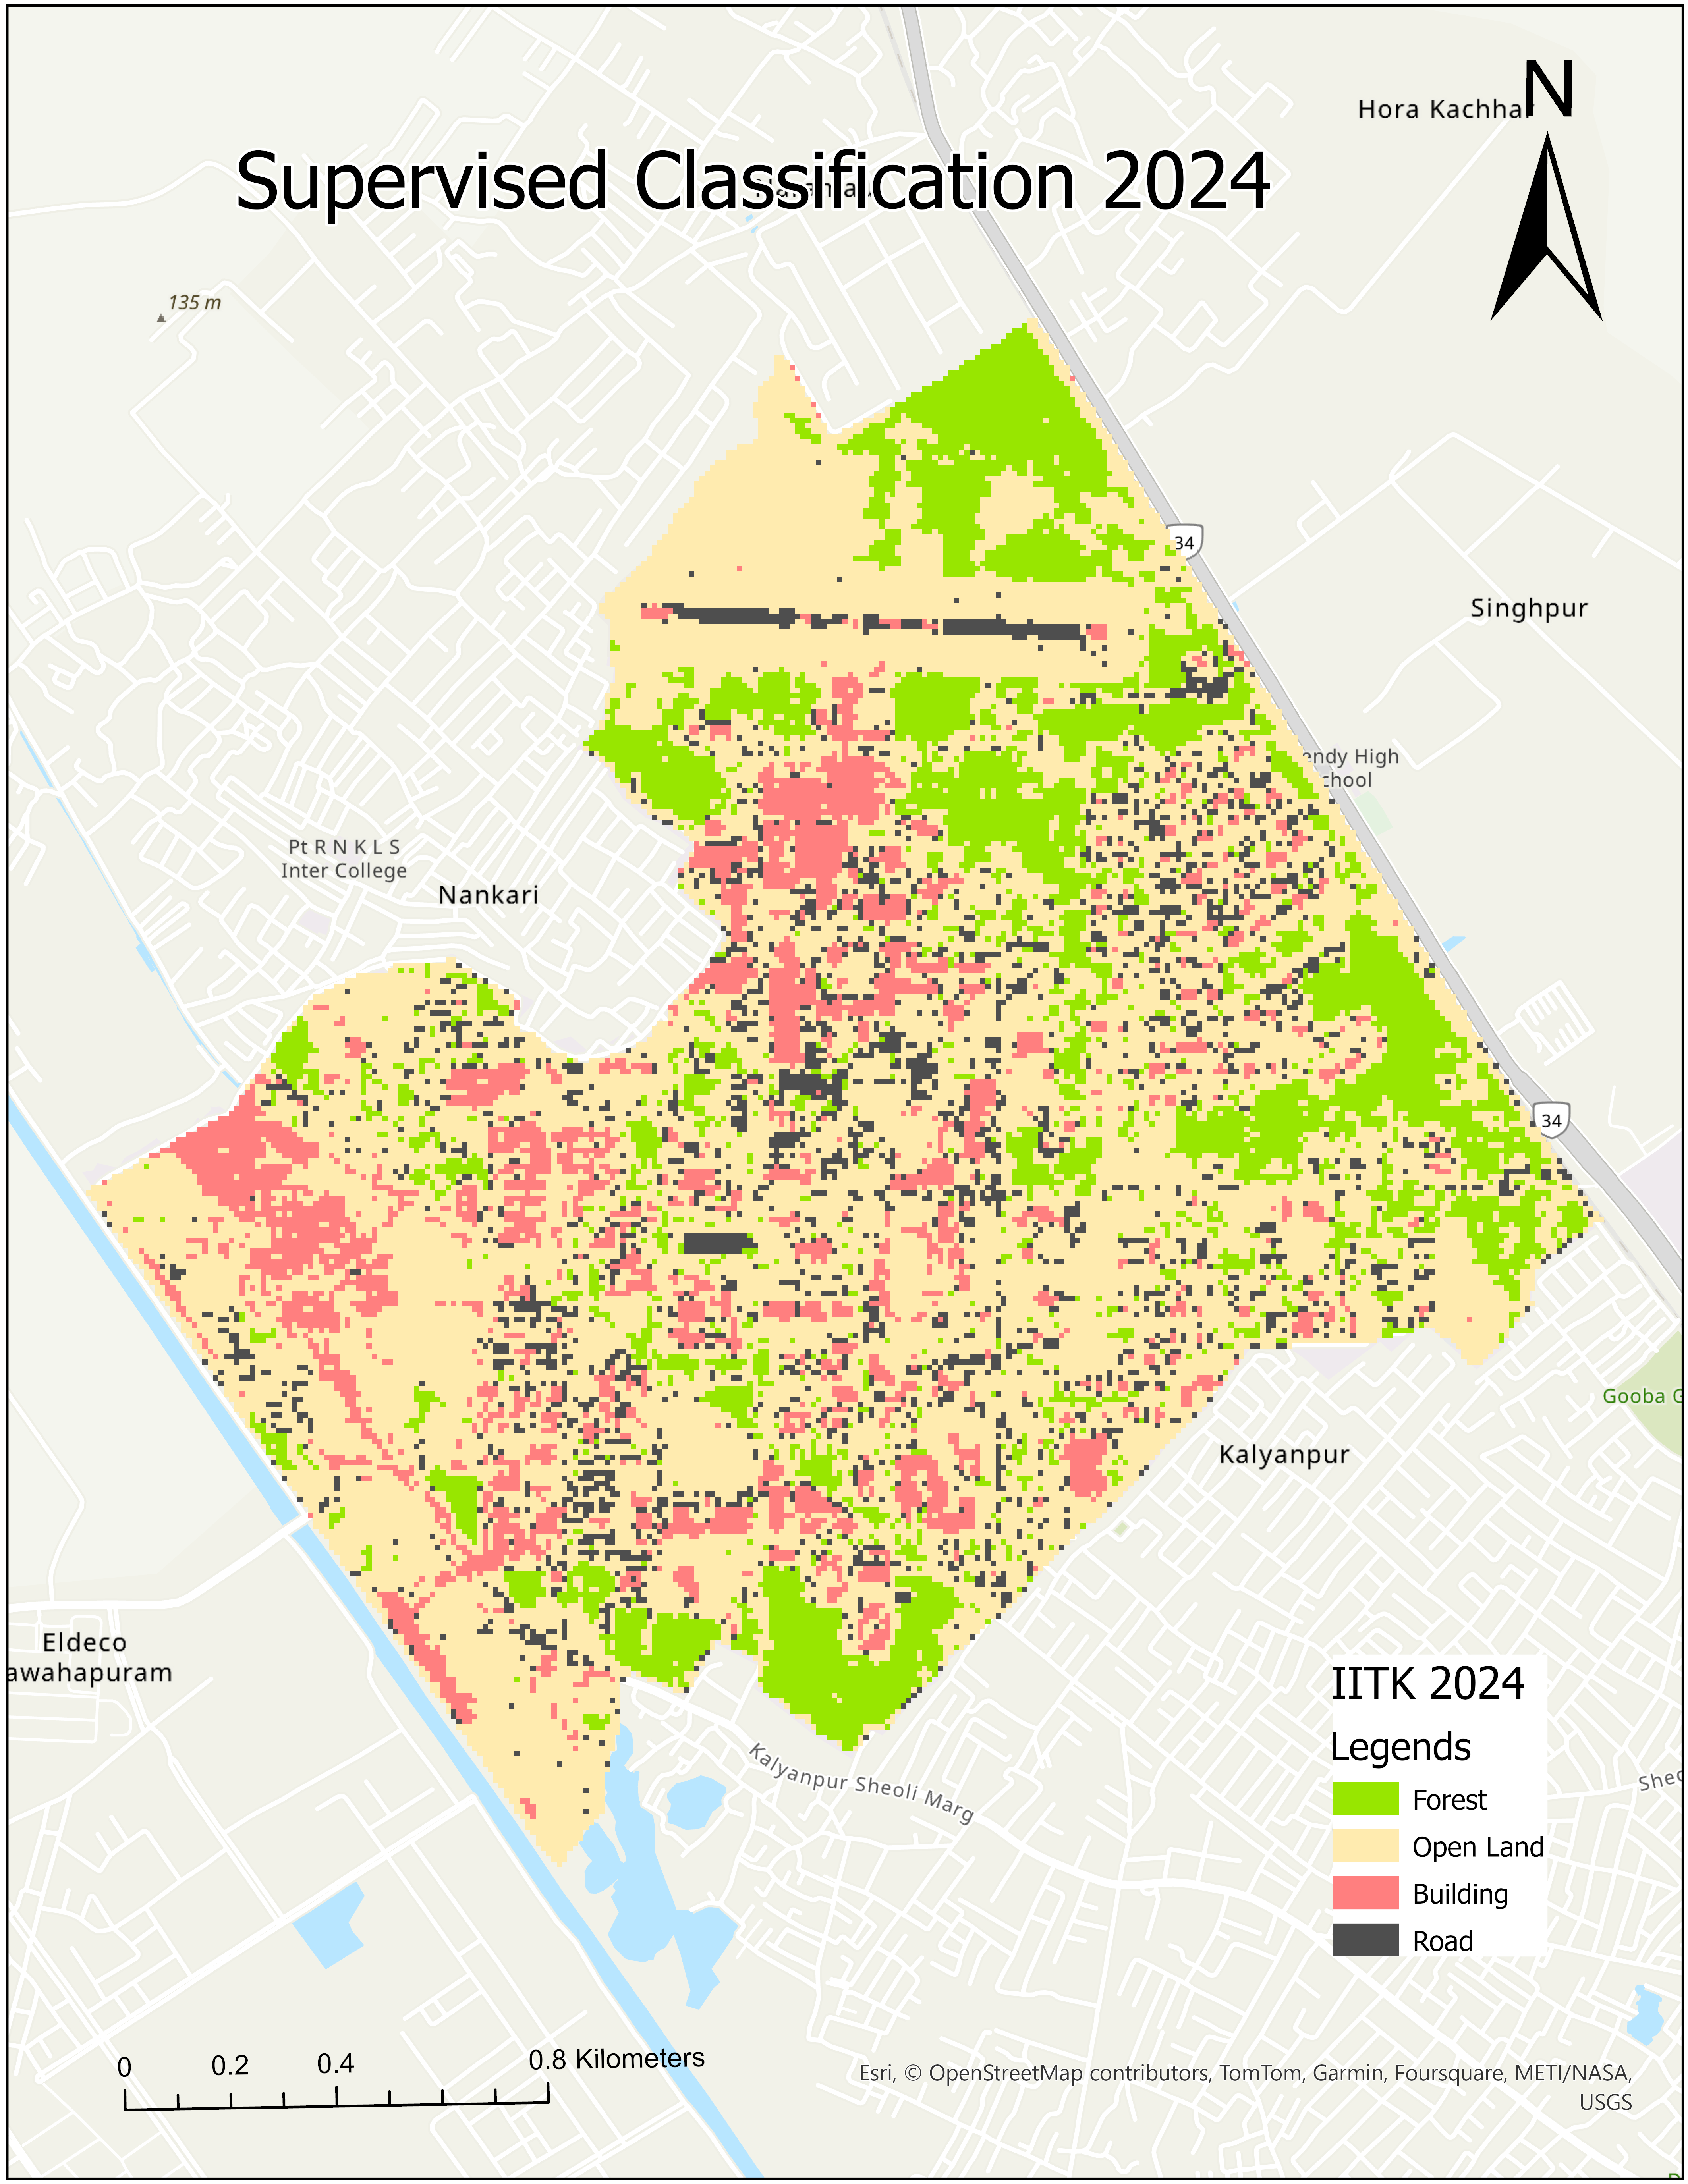 N
Hora Kachhar
Supervised Classification 2024
135 m
34
Singhpur
endy High
chool
Pt R N K L S
Inter College
Nankari
34
Gooba G
Kalyanpur
Eldeco
awahapuram
IITK 2024
Legends
Forest
Open Land
Building
Road
Kalyanpur Sheoli Marg
Sheo
0 0.2 0.4 0.8 Kilometers
Esri, © OpenStreetMap contributors, TomTom, Garmin, Foursquare, METI/NASA,
USGS